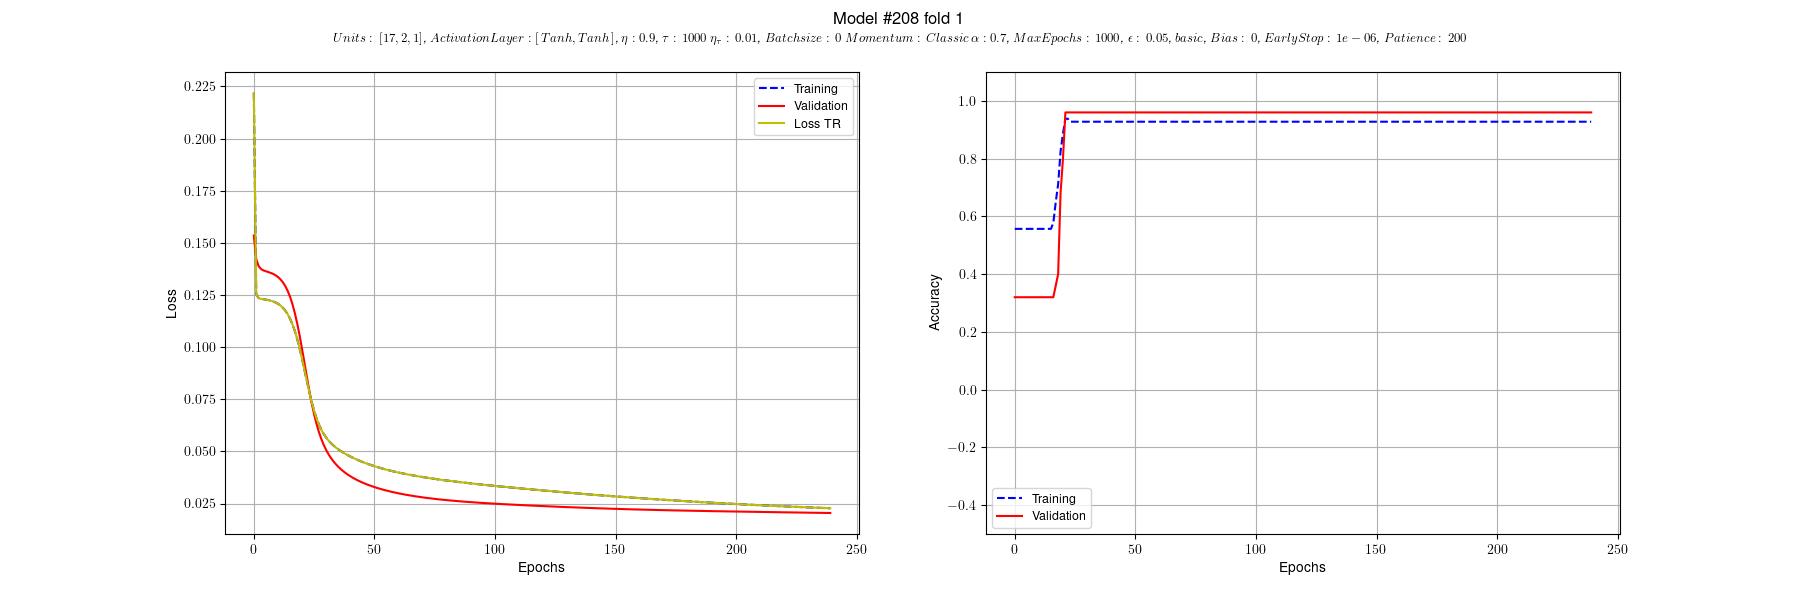 Model #208 fold 1
Units : [17, 2, 1], ActivationLayer : [Tanh, Tanh], η : 0.9, τ : 1000 ητ : 0.01, Batchsize : 0 Momentum : Classic α : 0.7, MaxEpochs : 1000, ϵ : 0.05, basic, Bias : 0, EarlyStop : 1e − 06, Patience : 200
0.225
0.200
0.175
0.150
0.125
0.100
0.075
0.050
0.025
Loss
0 50 100 150 200 250
Epochs
Training
Validation
Loss TR
1.0
0.8
0.6
0.4
0.2
0.0
−0.2
−0.4
Accuracy
0 50 100 150 200 250
Epochs
Training
Validation